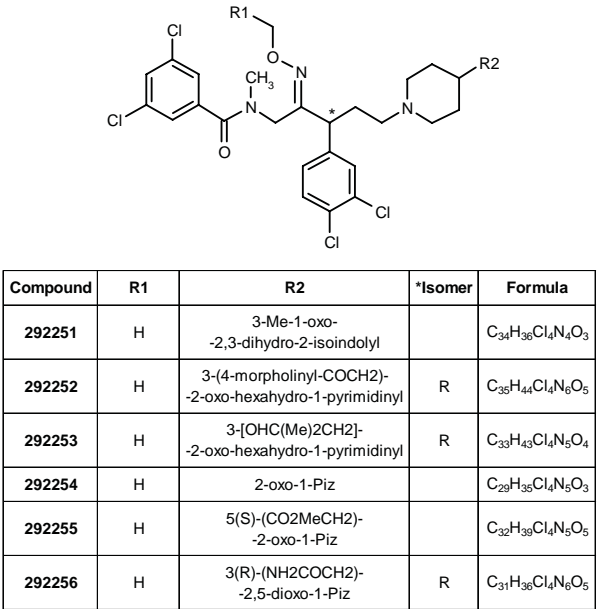 R1
Cl
O
N
R2
CH3
N
*
N
Cl
O
Cl
Cl
Compound R1 R2 *Isomer Formula
292251 H 3-Me-1-oxo- C34H36Cl4N4O3
-2,3-dihydro-2-isoindolyl
292252 H 3-(4-morpholinyl-COCH2)- R C35H44Cl4N6O5
-2-oxo-hexahydro-1-pyrimidinyl
292253 H 3-[OHC(Me)2CH2]- R C33H43Cl4N5O4
-2-oxo-hexahydro-1-pyrimidinyl
292254 H 2-oxo-1-Piz C29H35Cl4N5O3
292255 H 5(S)-(CO2MeCH2)- C32H39Cl4N5O5
-2-oxo-1-Piz
292256 H 3(R)-(NH2COCH2)- R C31H36Cl4N6O5
-2,5-dioxo-1-Piz